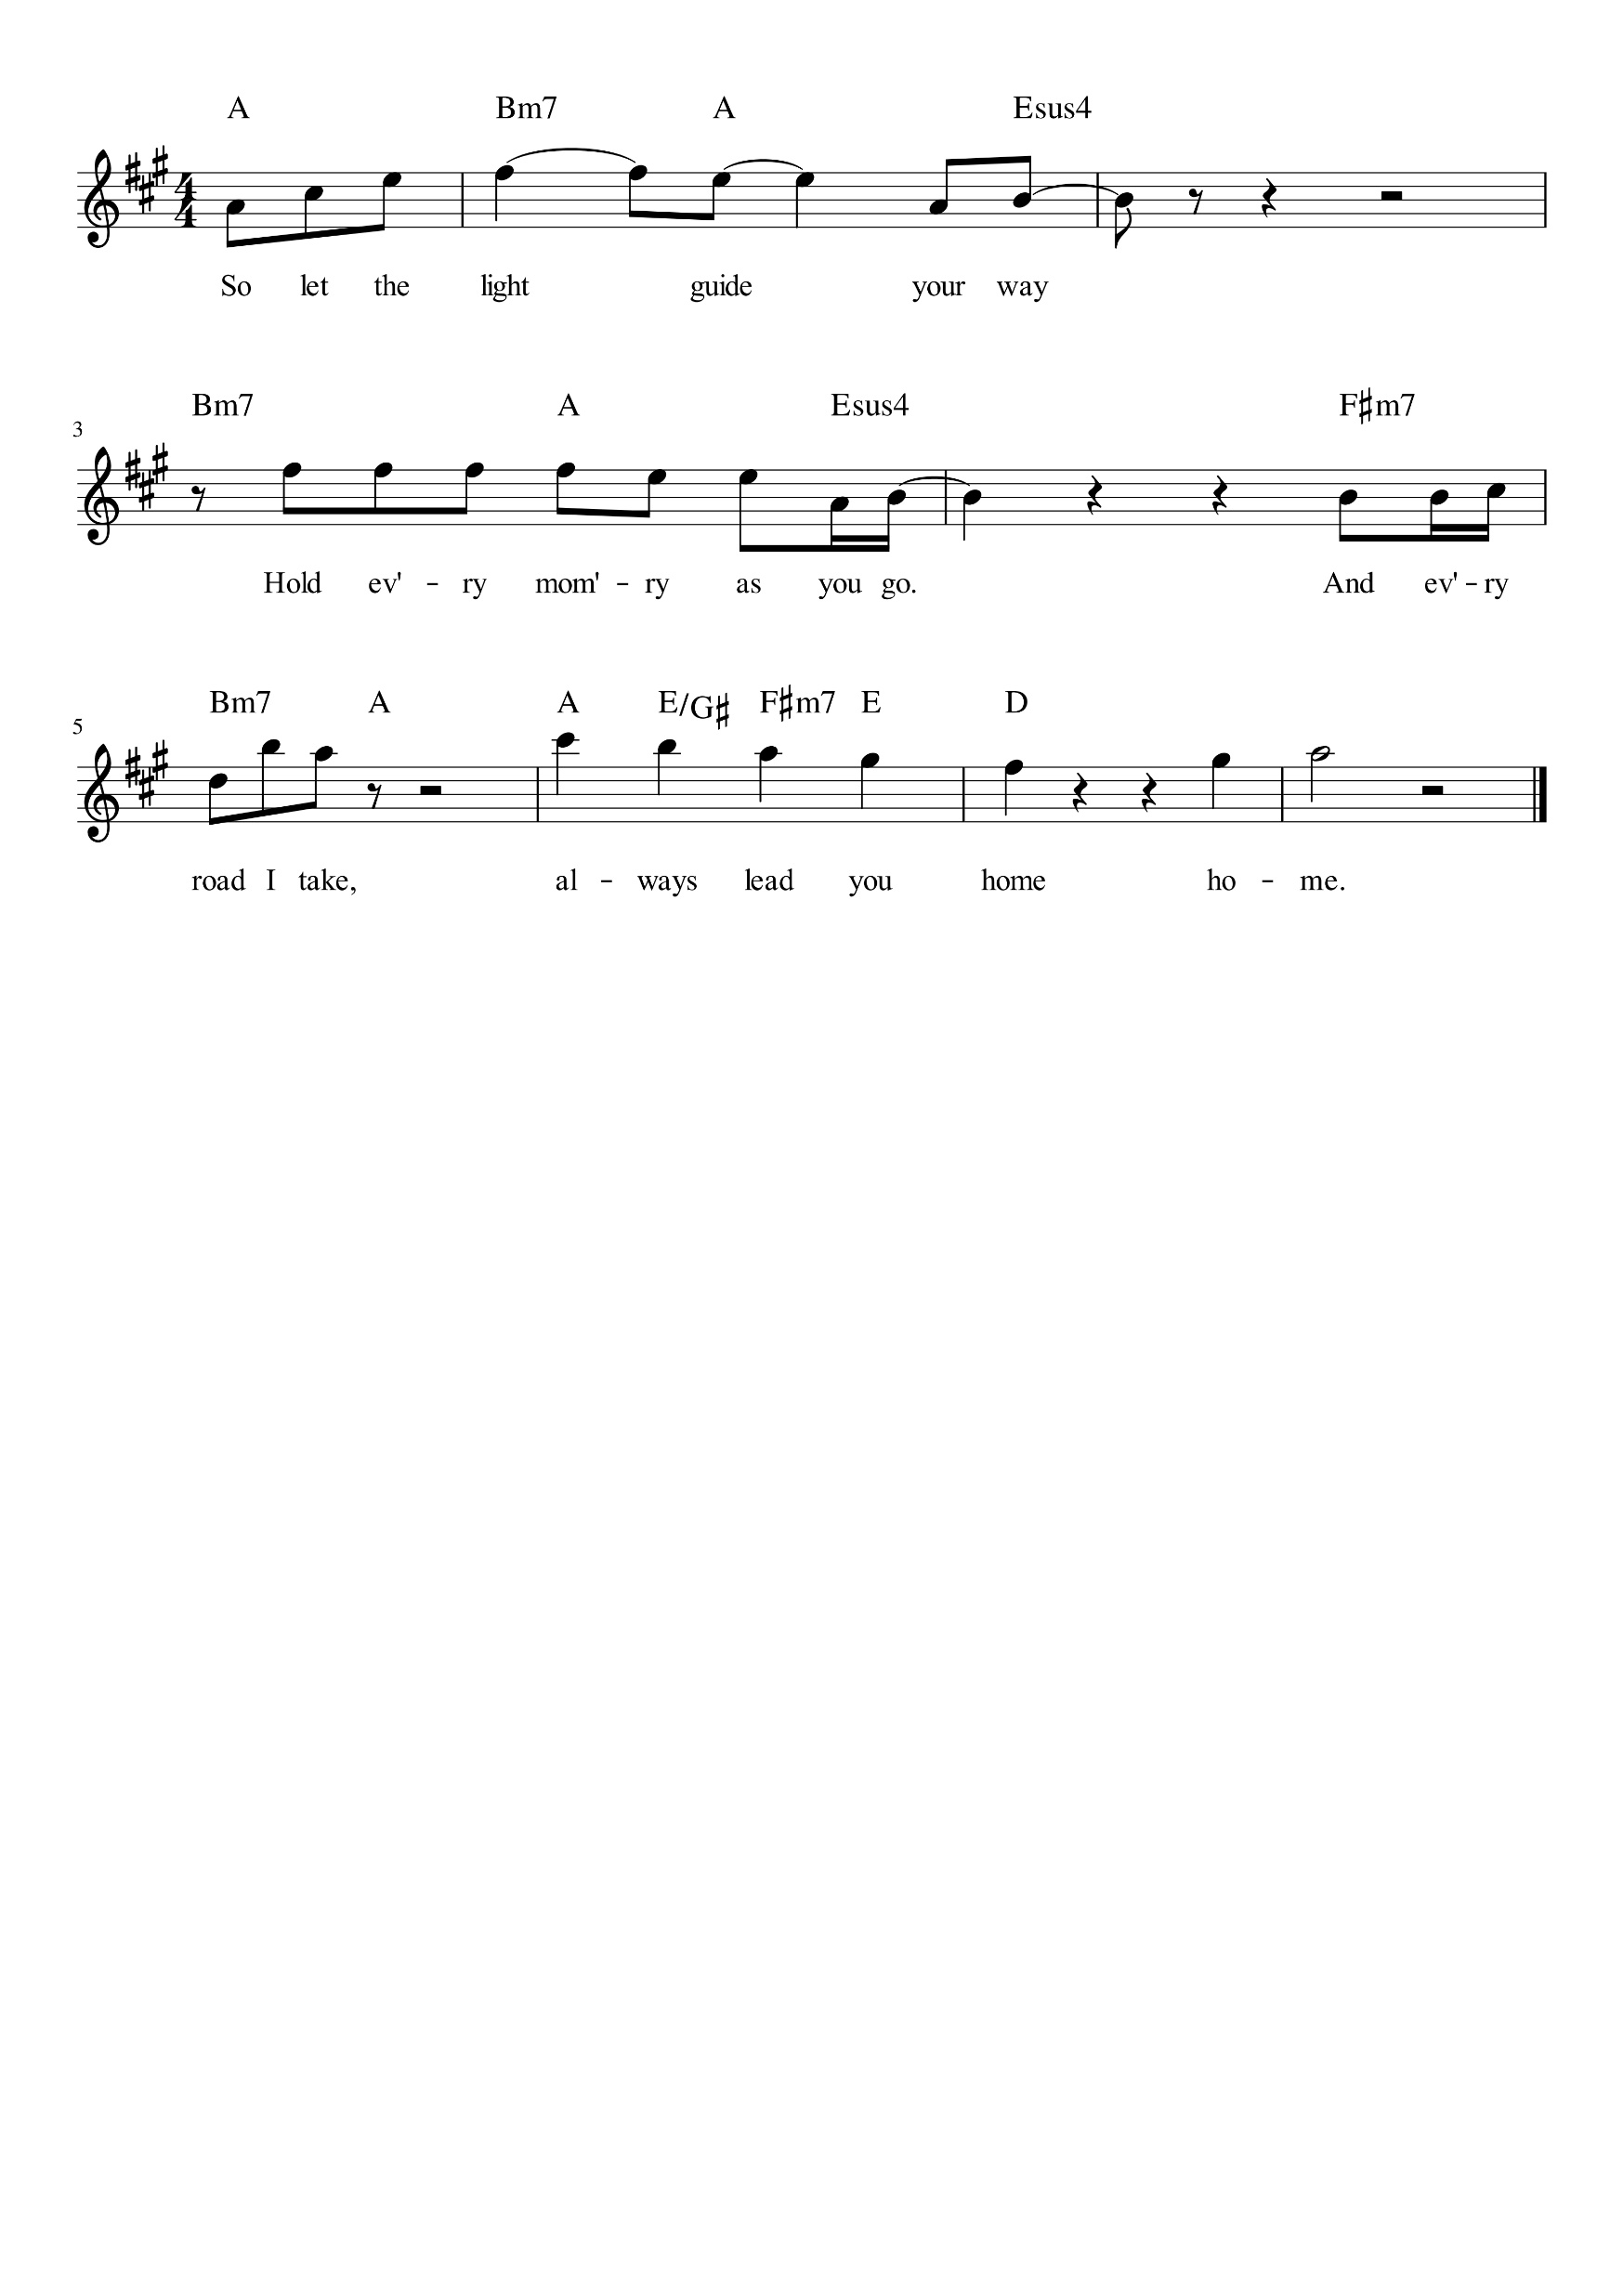 A Bm7 A Esus4
4
4
So let the light guide your way
Bm7 A Esus4 F♯m7
3
Hold ev' - ry mom' - ry as you go. And ev' - ry
Bm7 A A E/G♯ F♯m7 E D
5
road I take, al - ways lead you home ho - me.